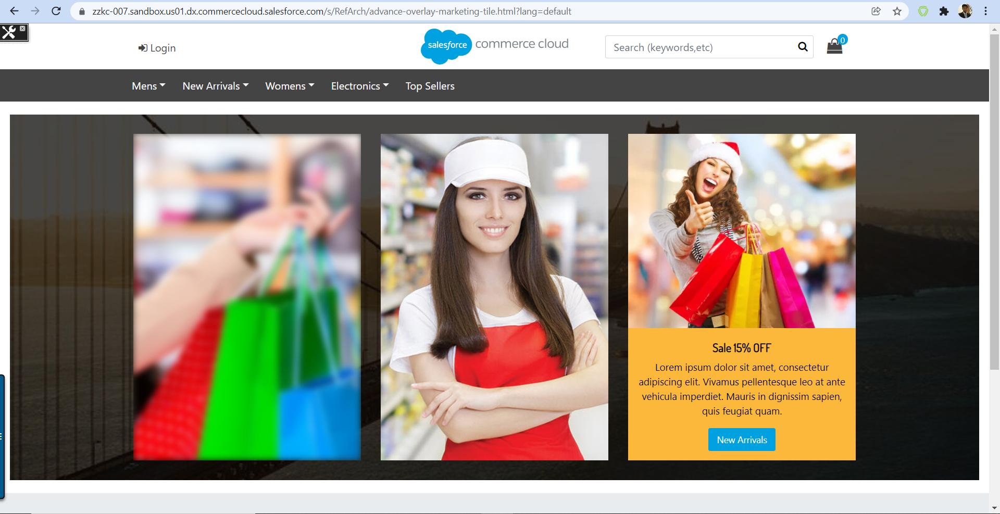 zzkc-007.sandbox.us01.dx.commercecloud.salesforce.com/s/RefArch/advance-overlay-marketing-tile.html?lang=default
Login
salesforce commerce cloud
Search (keywords,etc)
0
Mens
New Arrivals
Womens
Electronics
Top Sellers
Sale 15% OFF
Lorem ipsum dolor sit amet, consectetur
adipiscing elit. Vivamus pellentesque leo at ante
vehicula imperdiet. Mauris in dignissim sapien,
quis feugiat quam.
New Arrivals